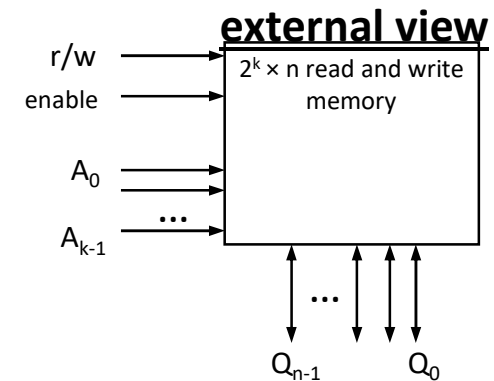 external view
r/w
2ᵏ × n read and write
memory
enable
A₀
...
Aₖ₋₁
...
Qₙ₋₁
Q₀